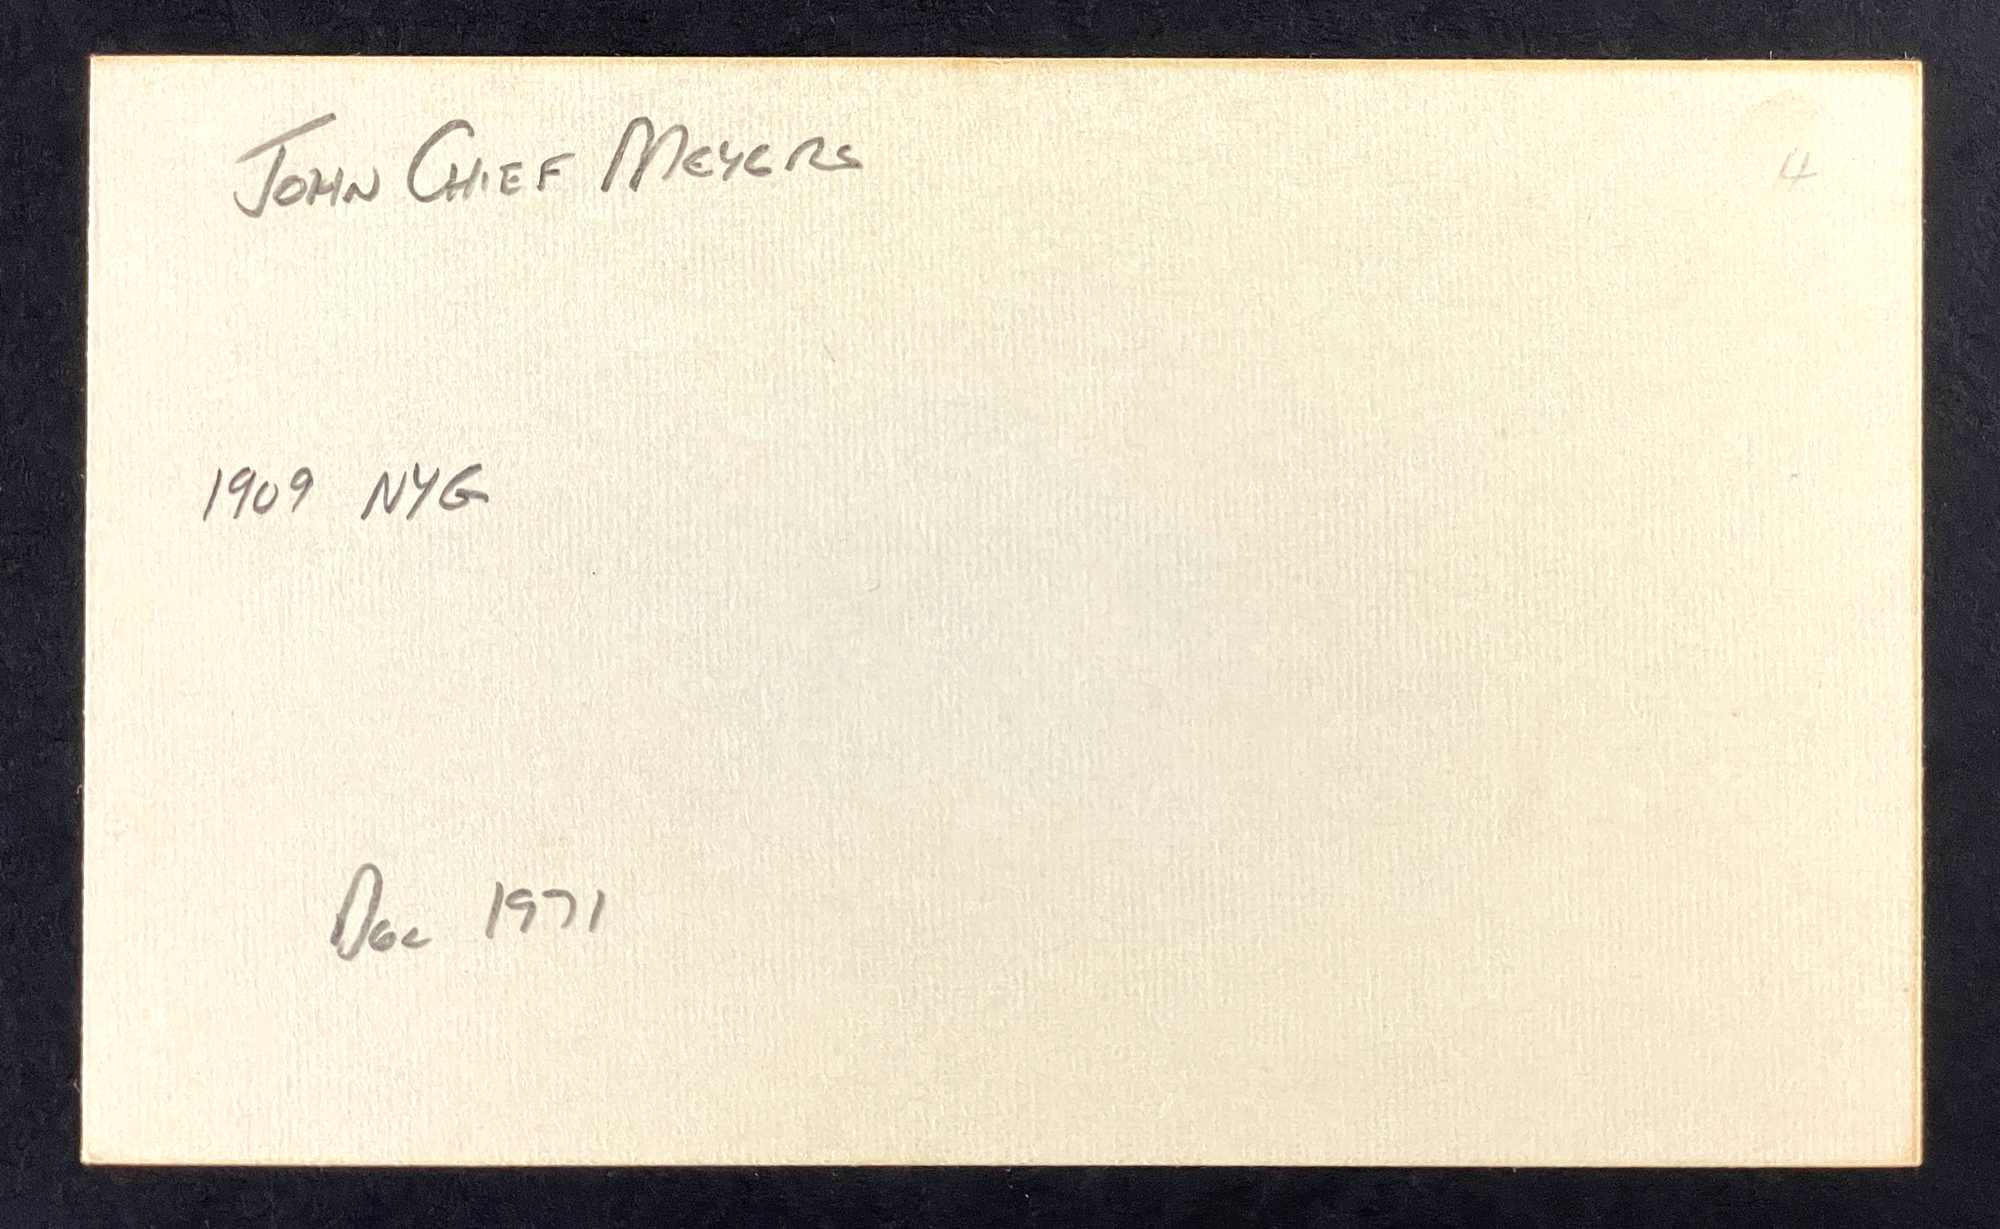 JOHN CHIEF MEYERS
4
1909 NYG
Dec 1971